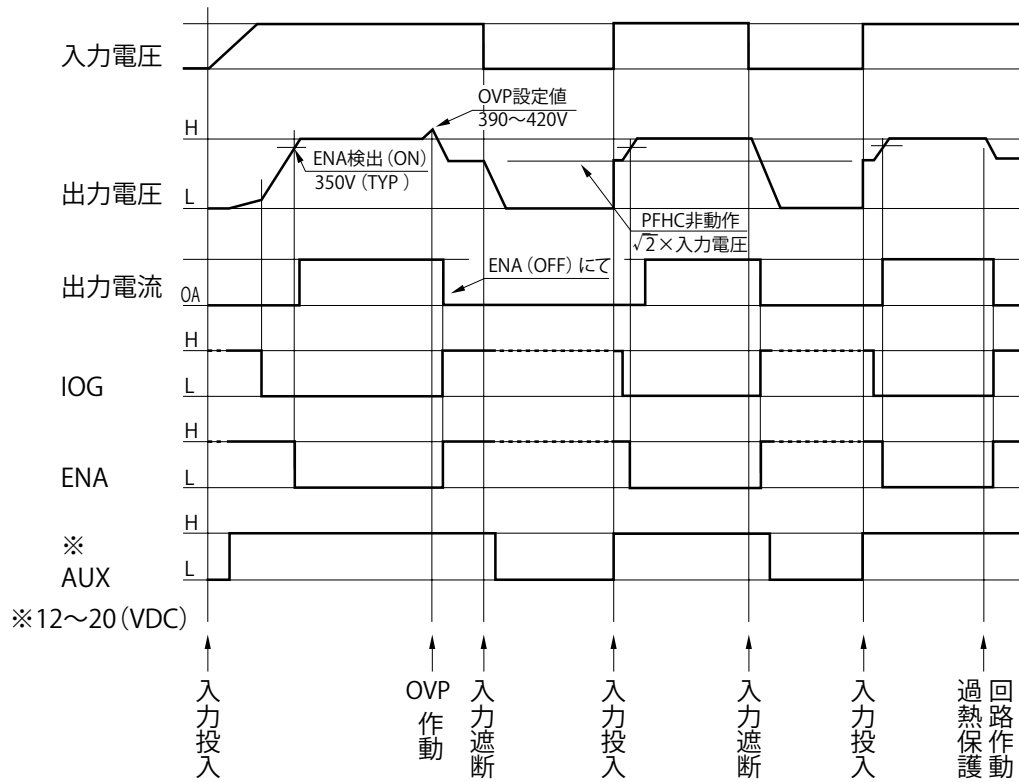 入力電圧
OVP設定値
390～420V
H
ENA検出（ON）
350V（TYP ）
出力電圧
L
PFHC非動作
√2×入力電圧
ENA（OFF）にて
出力電流
0A
H
IOG
L
H
ENA
L
H
※
AUX
L
※12～20（VDC）
入力投入
OVP作動
入力遮断
入力投入
入力遮断
入力投入
過熱保護
回路作動